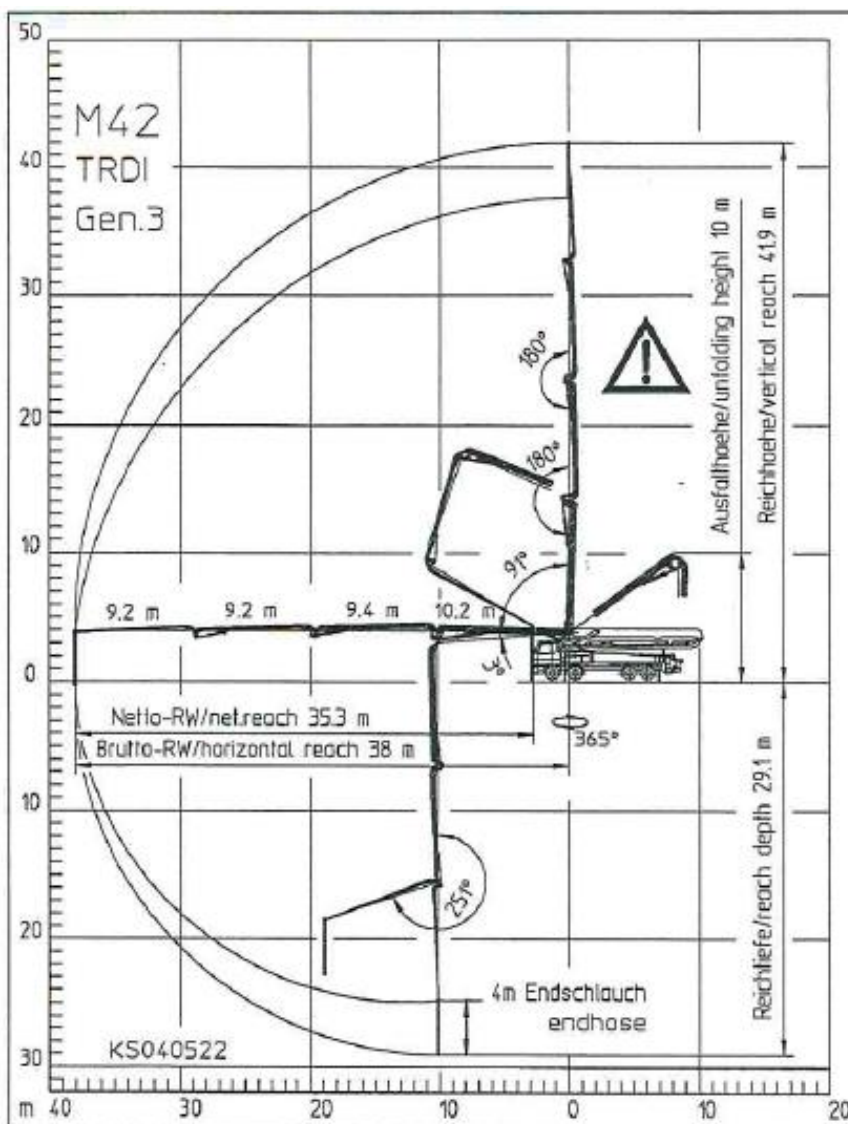 50
40
30
20
10
0
10
20
30
m 40 30 20 10 0 10 20
M42
TRDI
Gen.3
180°
180°
91°
9.2 m 9.2 m 9.4 m 10.2 m
Netto-RW/net.reach 35.3 m
Brutto-RW/horizontal reach 38 m
365°
251°
4m Endschlauch
endhose
KS040522
Ausfalthoehe/unfolding height 10 m
Reichhoehe/vertical reach 41.9 m
Reichtiefe/reach depth 29.1 m
!